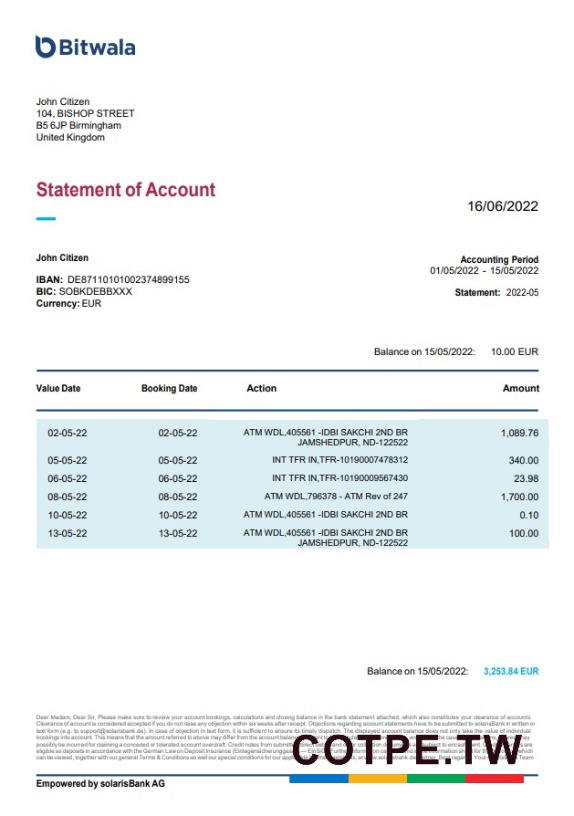 Bitwala
John Citizen
104, BISHOP STREET
B5 6JP Birmingham
United Kingdom
Statement of Account
16/06/2022
John Citizen
IBAN: DE87110101002374899155
BIC: SOBKDEBBXXX
Currency: EUR
Accounting Period
01/05/2022 - 15/05/2022
Statement: 2022-05
Balance on 15/05/2022: 10.00 EUR
Value Date Booking Date Action Amount
02-05-22 02-05-22 ATM WDL,405561 -IDBI SAKCHI 2ND BR 1,089.76
JAMSHEDPUR, ND-122522
05-05-22 05-05-22 INT TFR IN,TFR-10190007478312 340.00
06-05-22 06-05-22 INT TFR IN,TFR-10190009567430 23.98
08-05-22 08-05-22 ATM WDL,796378 - ATM Rev of 247 1,700.00
10-05-22 10-05-22 ATM WDL,405561 -IDBI SAKCHI 2ND BR 0.10
13-05-22 13-05-22 ATM WDL,405561 -IDBI SAKCHI 2ND BR 100.00
JAMSHEDPUR, ND-122522
Balance on 15/05/2022: 3,253.84 EUR
Dear Madam, Dear Sir, Please make sure to review your account bookings, calculations and closing balance in the bank statement attached, which also constitutes your clearance of accounts.
Clearance of account is considered accepted if you do not raise any objection within six weeks after receipt. Objections regarding account statements have to be submitted to solarisBank in written or
text form (e.g. to support@solarisbank.de). In case of objection in text form, it is sufficient to ensure its timely dispatch. The displayed account balance does not only take the value of individual
bookings into account. This means that the amount referred to above may differ from the account balance
possibly be incurred for claiming a conceded or tolerated account overdraft. Credit notes from
eligible as deposits in accordance with the German Law on Deposit Insurance
can be viewed, together with our general Terms & Conditions as well our special conditions for our
COTPE.TW
Empowered by solarisBank AG